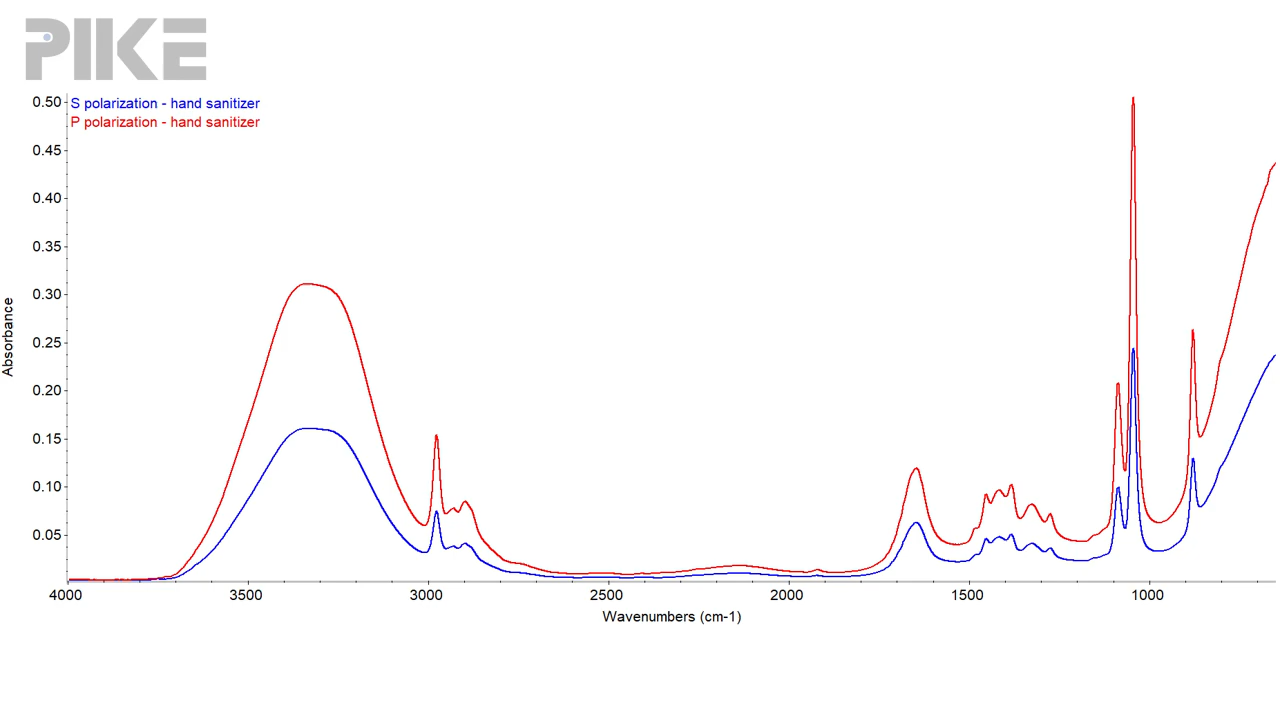 PIKE
S polarization - hand sanitizer
P polarization - hand sanitizer
0.50
0.45
0.40
0.35
0.30
0.25
0.20
0.15
0.10
0.05
Absorbance
4000 3500 3000 2500 2000 1500 1000
Wavenumbers (cm-1)